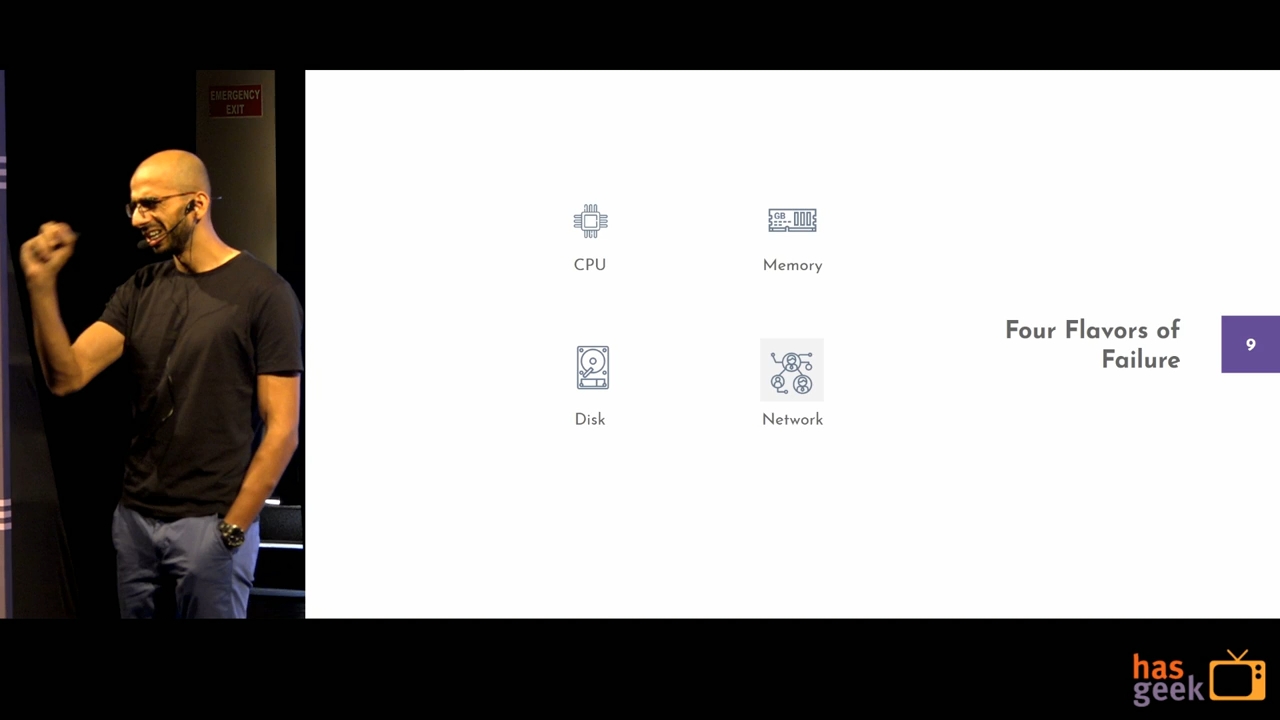 EMERGENCY
EXIT
GB
CPU
Memory
Four Flavors of
Failure
9
Disk
Network
has
geek